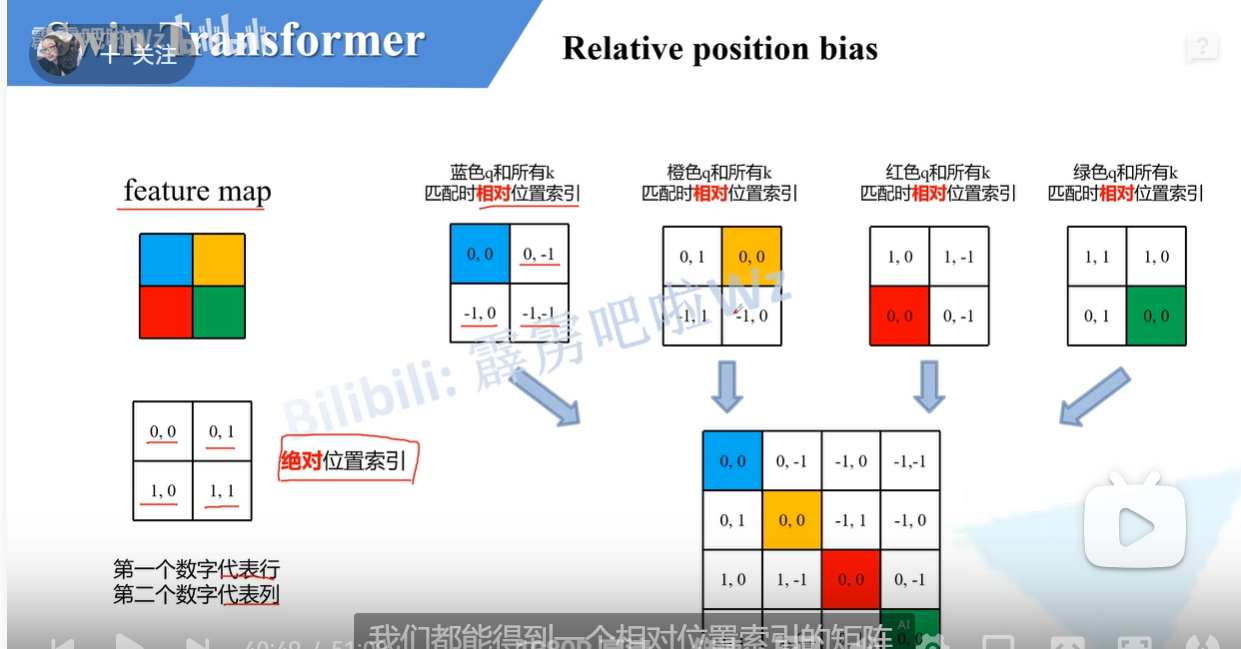 Swin Transformer
+ 关注
Relative position bias
feature map
蓝色q和所有k
匹配时相对位置索引
橙色q和所有k
匹配时相对位置索引
红色q和所有k
匹配时相对位置索引
绿色q和所有k
匹配时相对位置索引
0, 0 0, -1
-1, 0 -1,-1
0, 1 0, 0
-1, 1 -1, 0
1, 0 1, -1
0, 0 0, -1
1, 1 1, 0
0, 1 0, 0
Bilibili: 霹雳吧啦Wz
0, 0 0, 1
1, 0 1, 1
绝对位置索引
第一个数字代表行
第二个数字代表列
0, 0 0, -1 -1, 0 -1,-1
0, 1 0, 0 -1, 1 -1, 0
1, 0 1, -1 0, 0 0, -1
0, 0
我们都能得到一个相对位置索引的矩阵
AI